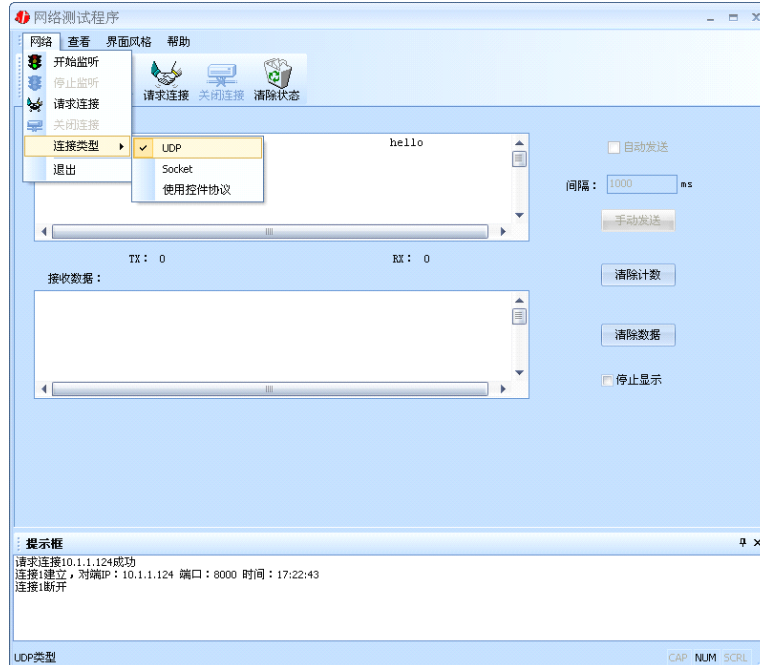 网络测试程序
网络 查看 界面风格 帮助
开始监听
停止监听
请求连接
关闭连接
连接类型
退出
UDP
Socket
使用控件协议
请求连接 关闭连接 清除状态
hello
自动发送
间隔： 1000 ms
手动发送
TX： 0 RX： 0
清除计数
接收数据：
清除数据
停止显示
提示框
请求连接10.1.1.124成功
连接1建立，对端IP：10.1.1.124 端口：8000 时间：17:22:43
连接1断开
UDP类型 CAP NUM SCRL